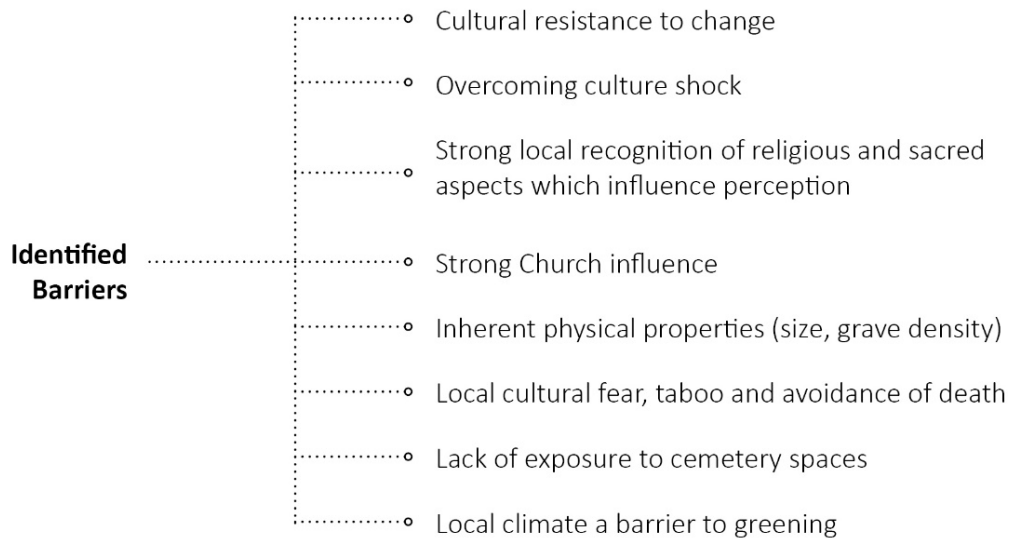 Identified
Barriers
Cultural resistance to change
Overcoming culture shock
Strong local recognition of religious and sacred
aspects which influence perception
Strong Church influence
Inherent physical properties (size, grave density)
Local cultural fear, taboo and avoidance of death
Lack of exposure to cemetery spaces
Local climate a barrier to greening